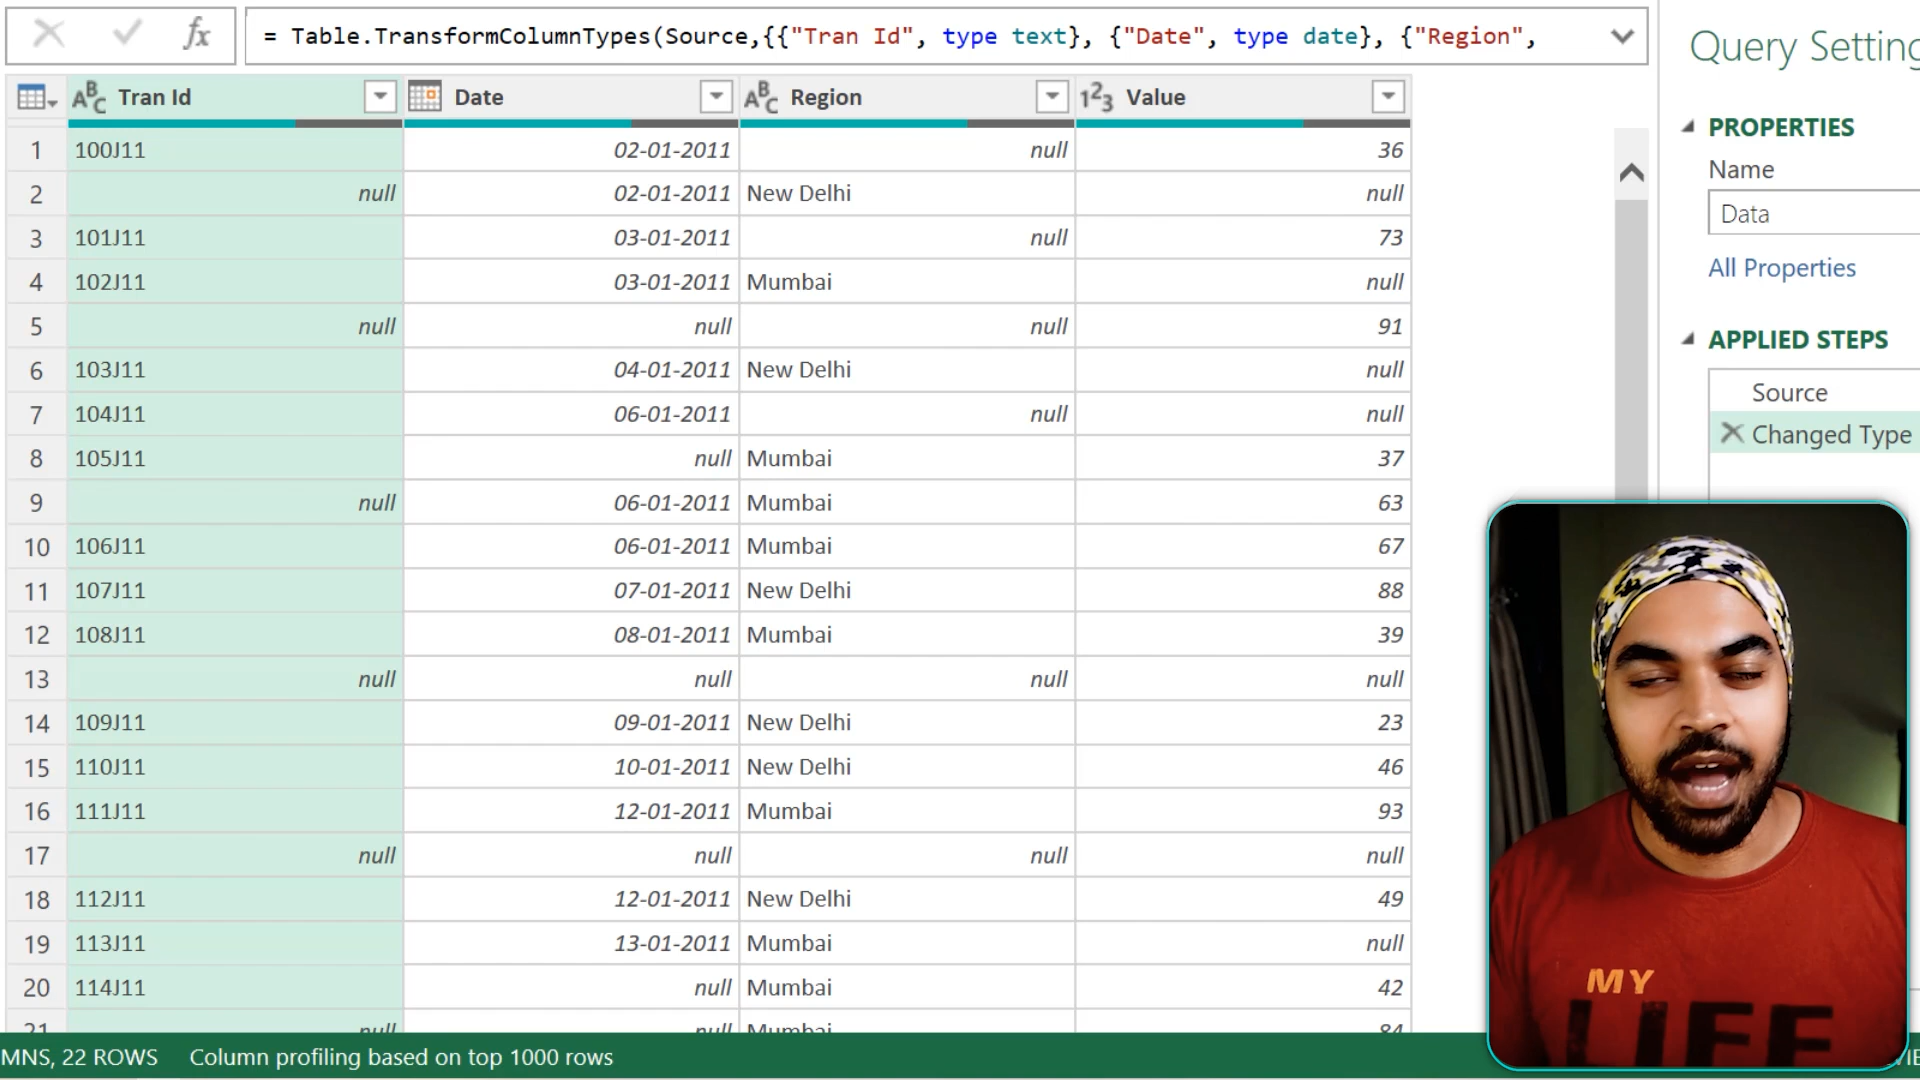 = Table.TransformColumnTypes(Source,{{"Tran Id", type text}, {"Date", type date}, {"Region",
Query Setting
Tran Id Date Region Value
1 100J11 02-01-2011 null 36
2 null 02-01-2011 New Delhi null
3 101J11 03-01-2011 null 73
4 102J11 03-01-2011 Mumbai null
5 null null null 91
6 103J11 04-01-2011 New Delhi null
7 104J11 06-01-2011 null null
8 105J11 null Mumbai 37
9 null 06-01-2011 Mumbai 63
10 106J11 06-01-2011 Mumbai 67
11 107J11 07-01-2011 New Delhi 88
12 108J11 08-01-2011 Mumbai 39
13 null null null null
14 109J11 09-01-2011 New Delhi 23
15 110J11 10-01-2011 New Delhi 46
16 111J11 12-01-2011 Mumbai 93
17 null null null null
18 112J11 12-01-2011 New Delhi 49
19 113J11 13-01-2011 Mumbai null
20 114J11 null Mumbai 42
21 null null Mumbai 84
PROPERTIES
Name
Data
All Properties
APPLIED STEPS
Source
Changed Type
MY
LIFE
MNS, 22 ROWS Column profiling based on top 1000 rows